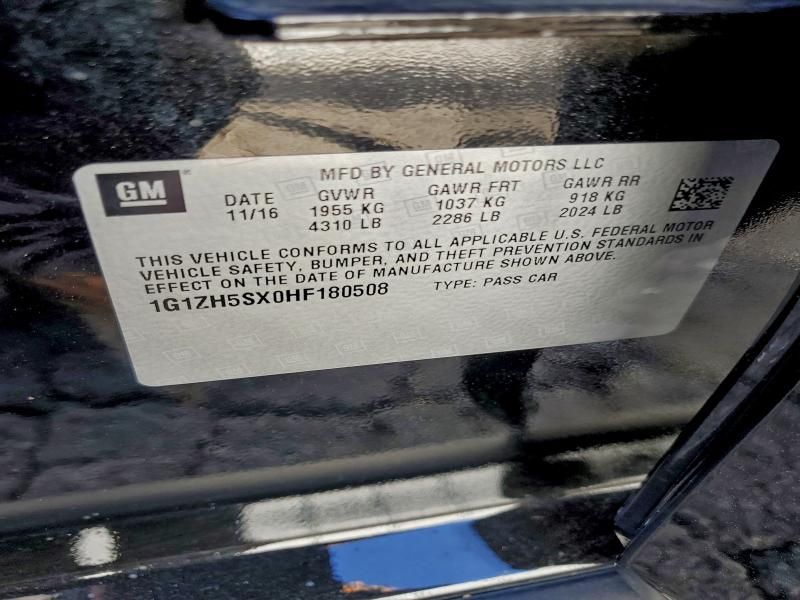 GM
MFD BY GENERAL MOTORS LLC
DATE GVWR GAWR FRT GAWR RR
11/16 1955 KG 1037 KG 918 KG
4310 LB 2286 LB 2024 LB
THIS VEHICLE CONFORMS TO ALL APPLICABLE U.S. FEDERAL MOTOR
VEHICLE SAFETY, BUMPER, AND THEFT PREVENTION STANDARDS IN
EFFECT ON THE DATE OF MANUFACTURE SHOWN ABOVE.
1G1ZH5SX0HF180508 TYPE: PASS CAR